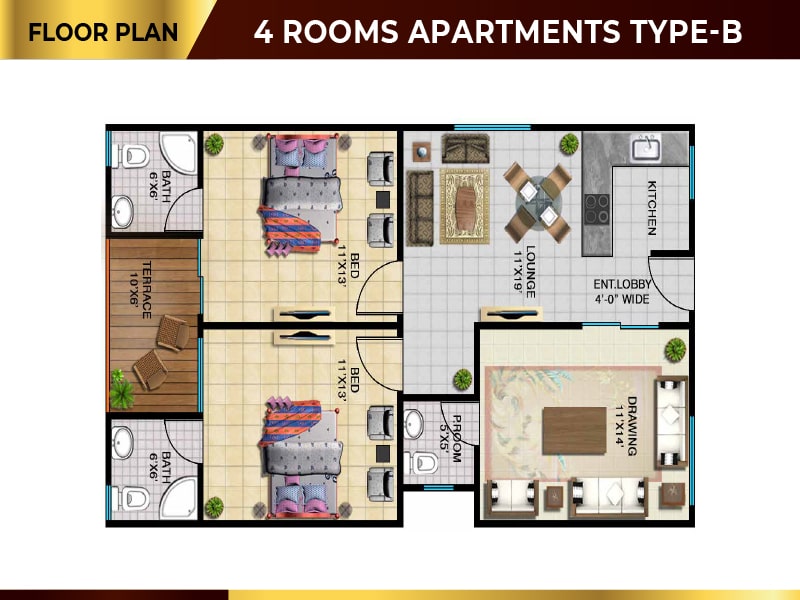 FLOOR PLAN
4 ROOMS APARTMENTS TYPE-B
BATH
6'X6'
TERRACE
10'X6'
BED
11'X13'
BED
11'X13'
BATH
6'X6'
LOUNGE
11'X19'
KITCHEN
ENT.LOBBY
4'-0" WIDE
PROOM
5'X5'
DRAWING
11'X14'